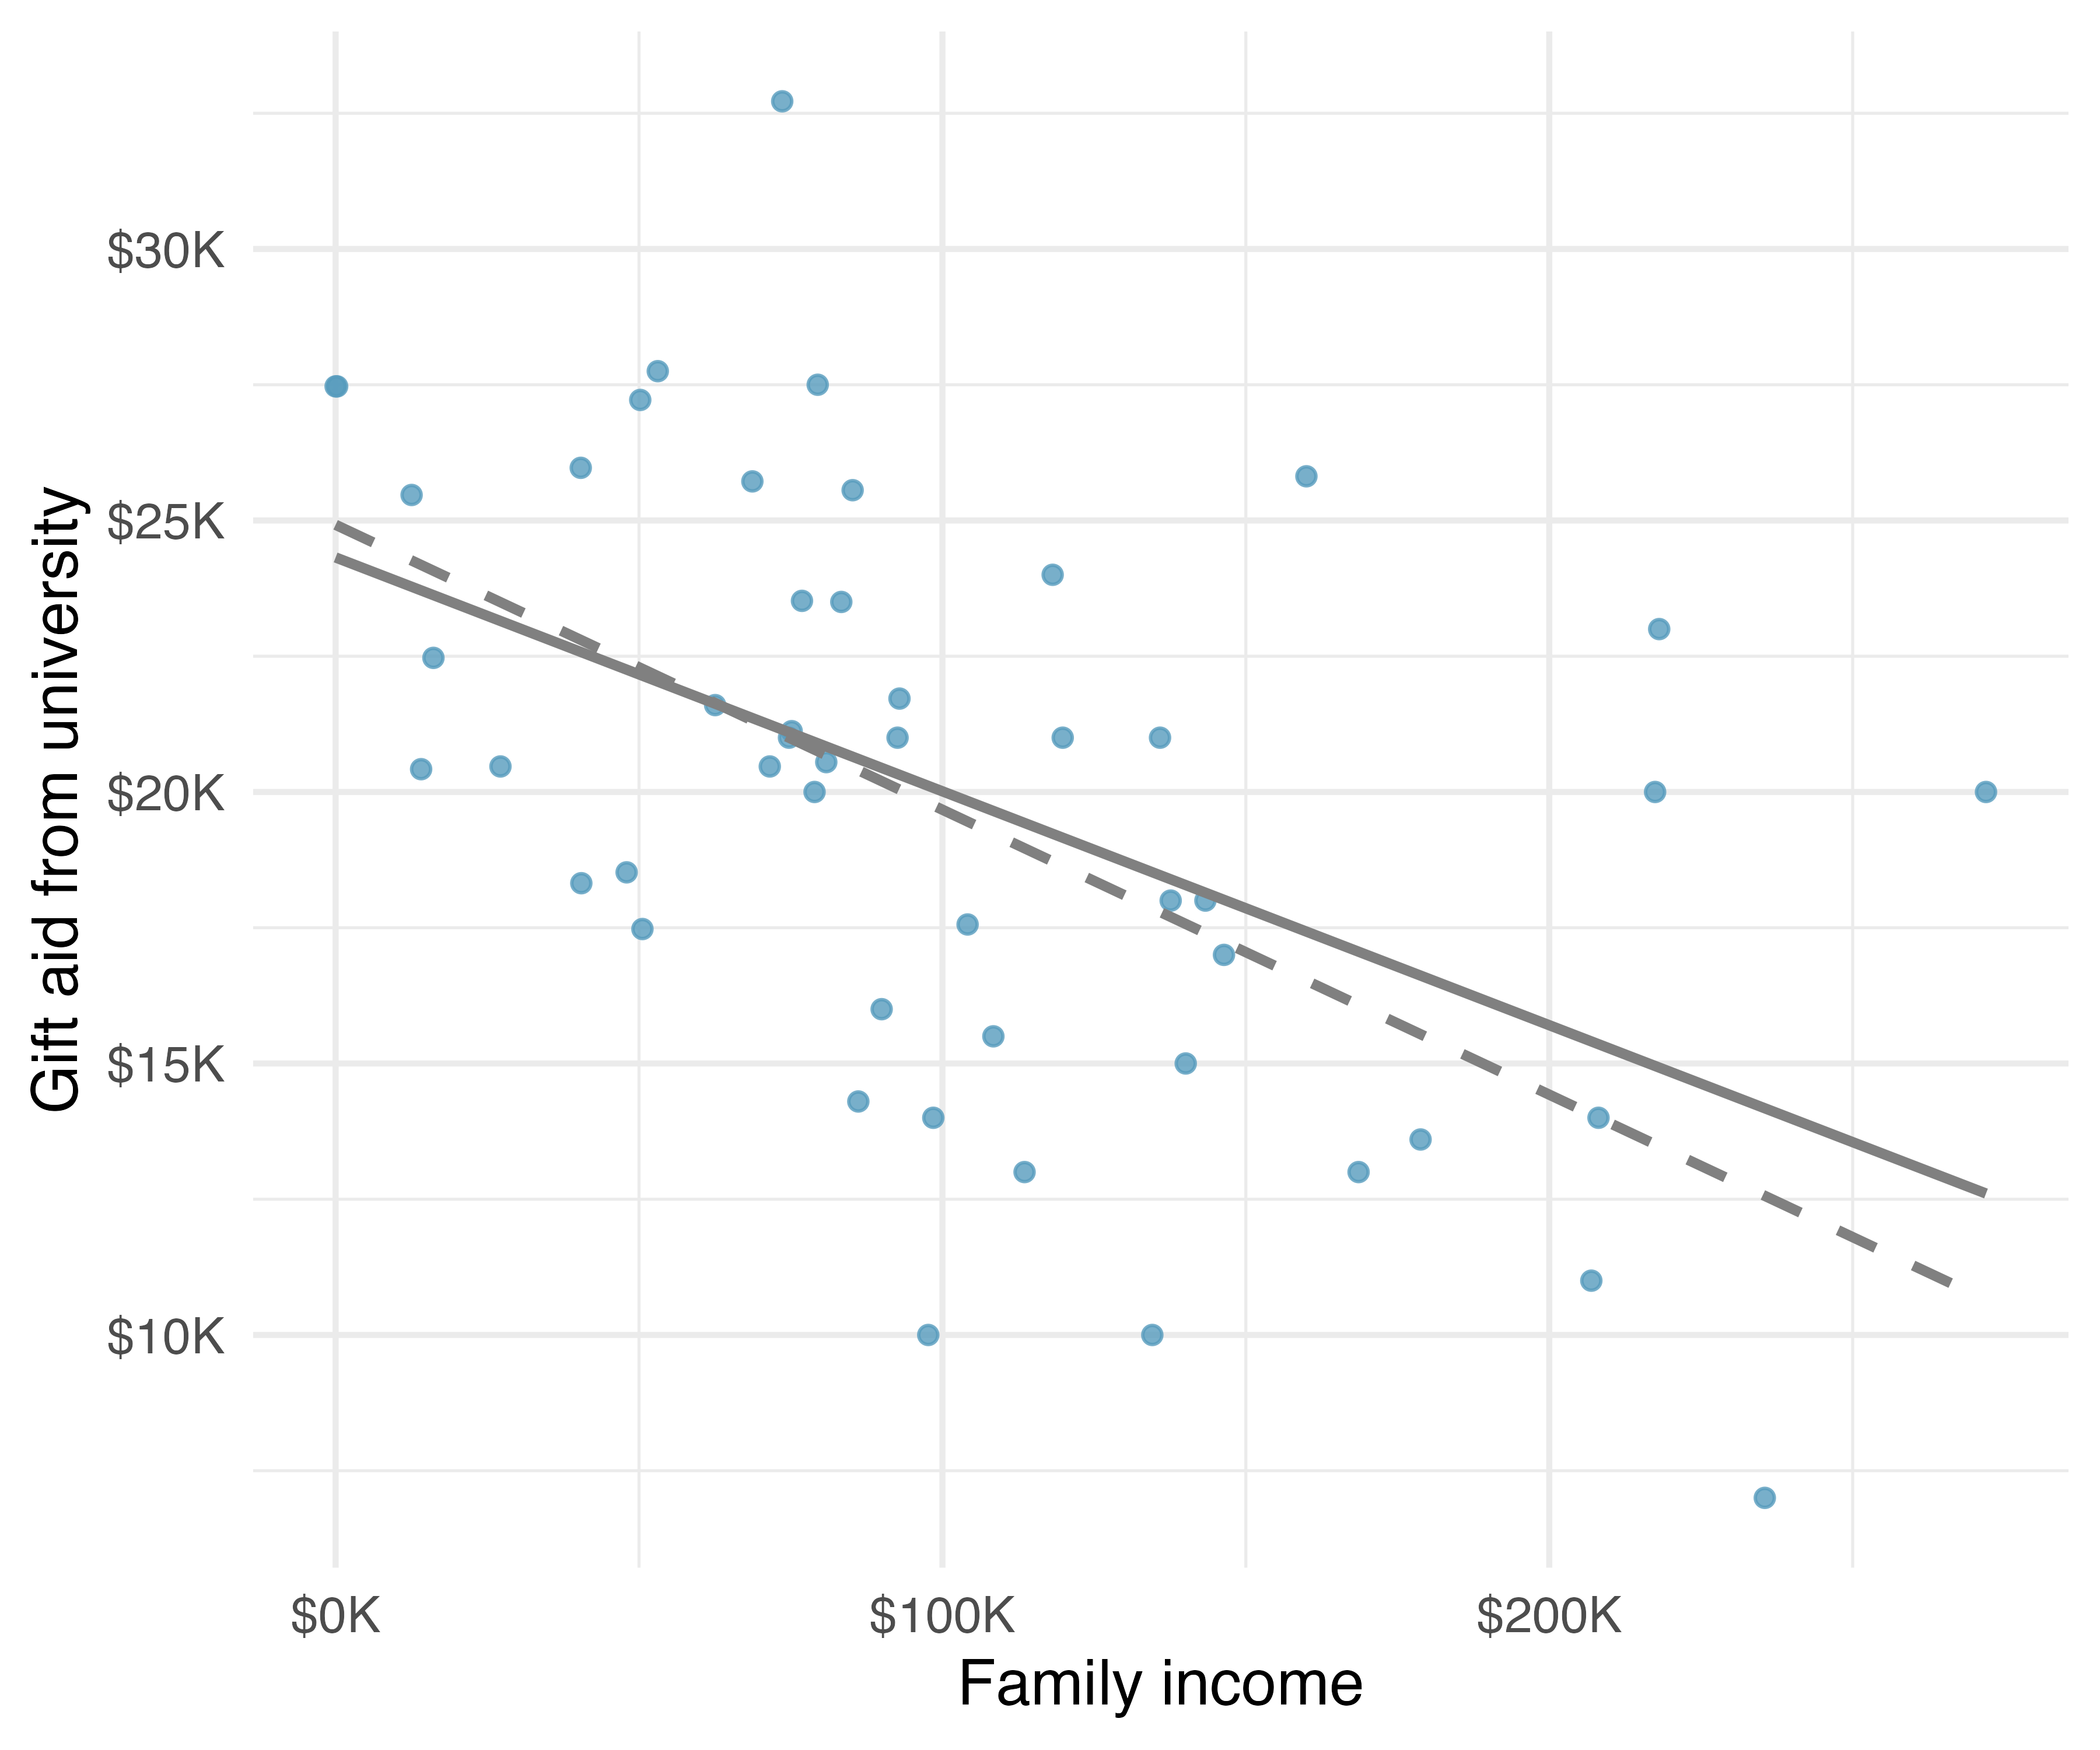 Gift aid from university
$30K
$25K
$20K
$15K
$10K
$0K
$100K
$200K
Family income